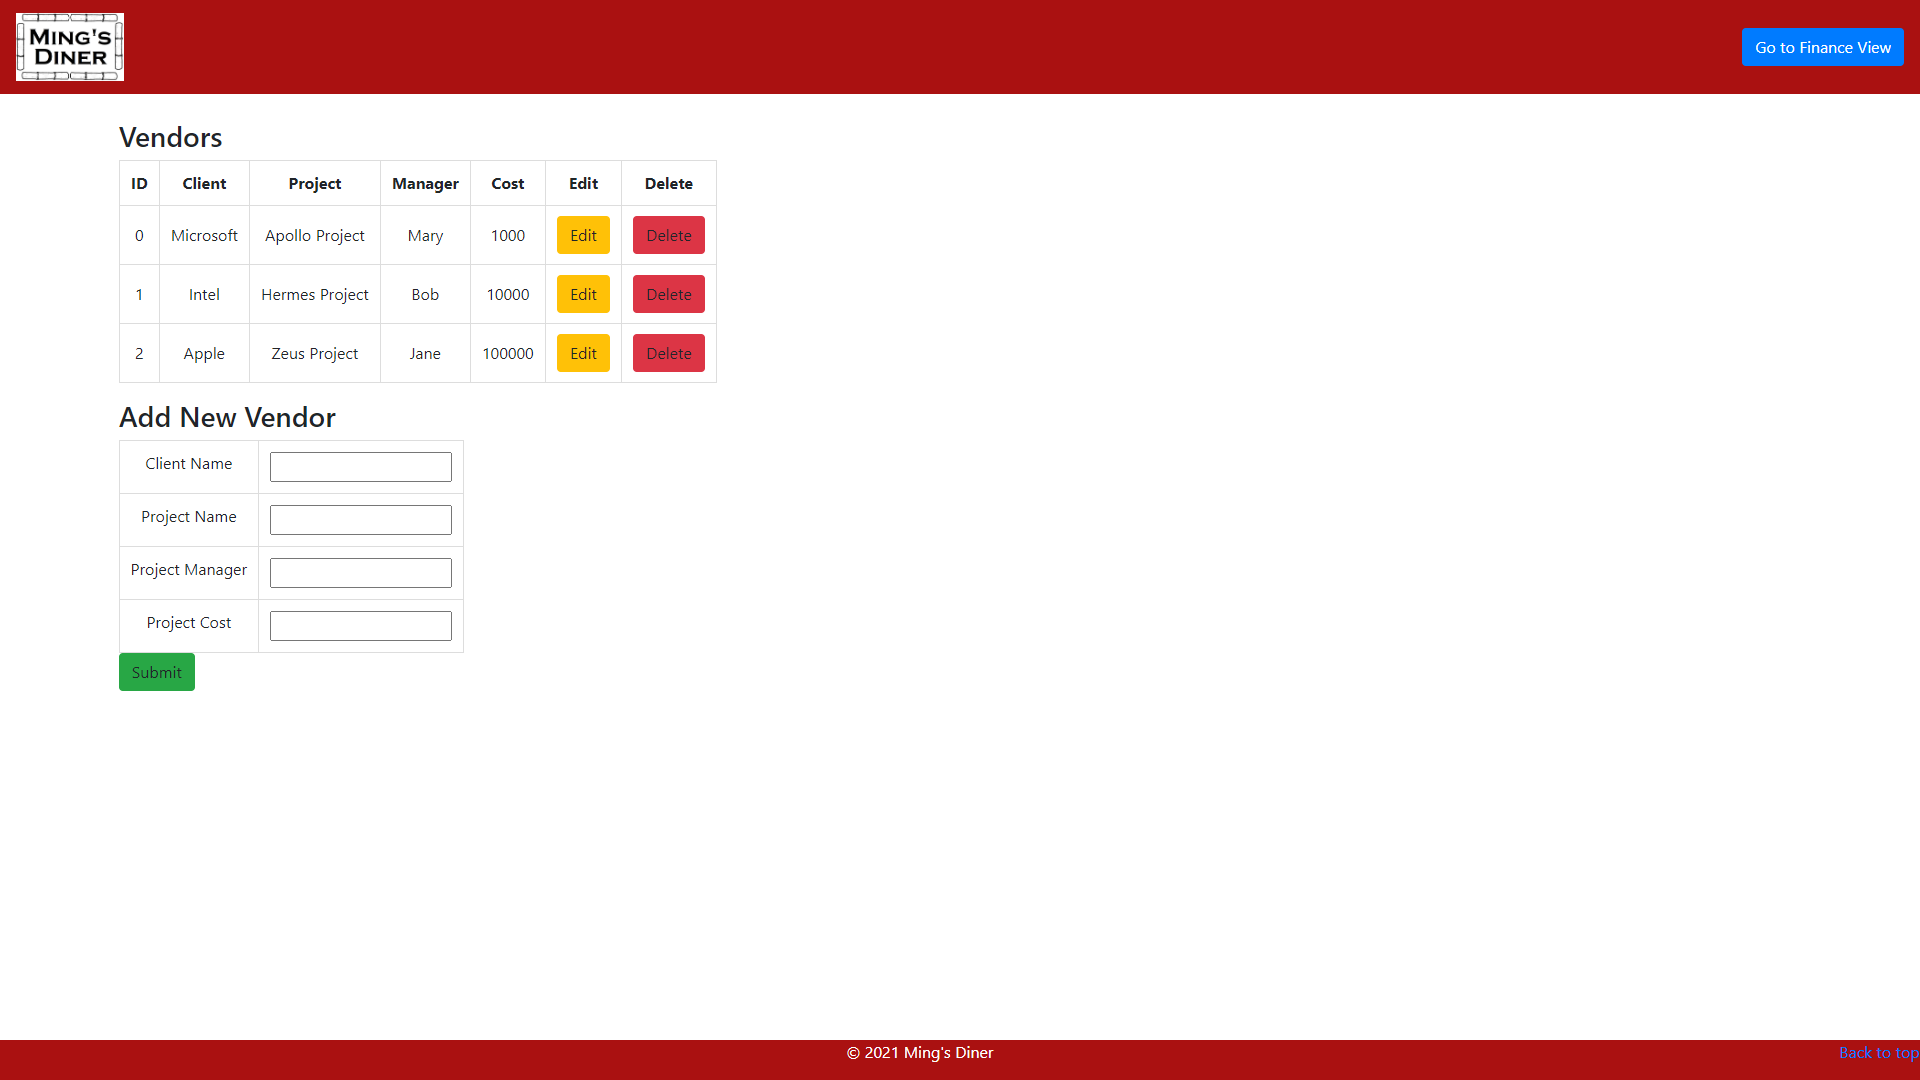 MING'S
DINER
Go to Finance View
Vendors
ID Client Project Manager Cost Edit Delete
0 Microsoft Apollo Project Mary 1000 Edit Delete
1 Intel Hermes Project Bob 10000 Edit Delete
2 Apple Zeus Project Jane 100000 Edit Delete
Add New Vendor
Client Name
Project Name
Project Manager
Project Cost
Submit
© 2021 Ming's Diner
Back to top